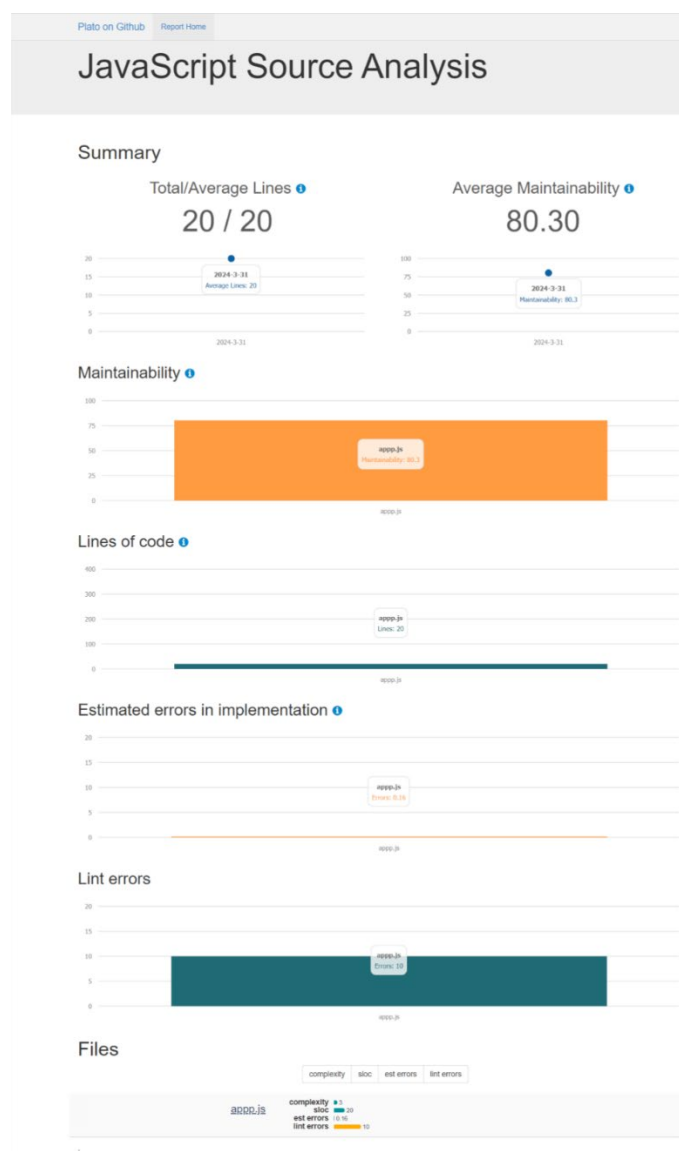 Plato on Github Report Home
JavaScript Source Analysis
Summary
Total/Average Lines
20 / 20
20
15
10
5
0
2024-3-31
Average Lines: 20
2024-3-31
Average Maintainability
80.30
100
75
50
25
0
2024-3-31
Maintainability: 80.3
2024-3-31
Maintainability
100
75
50
25
0
appp.js
Maintainability: 80.3
appp.js
Lines of code
400
300
200
100
0
appp.js
Lines: 20
appp.js
Estimated errors in implementation
20
15
10
5
0
appp.js
Errors: 0.16
appp.js
Lint errors
20
15
10
5
0
appp.js
Errors: 10
appp.js
Files
complexity sloc est errors lint errors
appp.js
complexity 5
sloc 20
est errors 0.16
lint errors 10